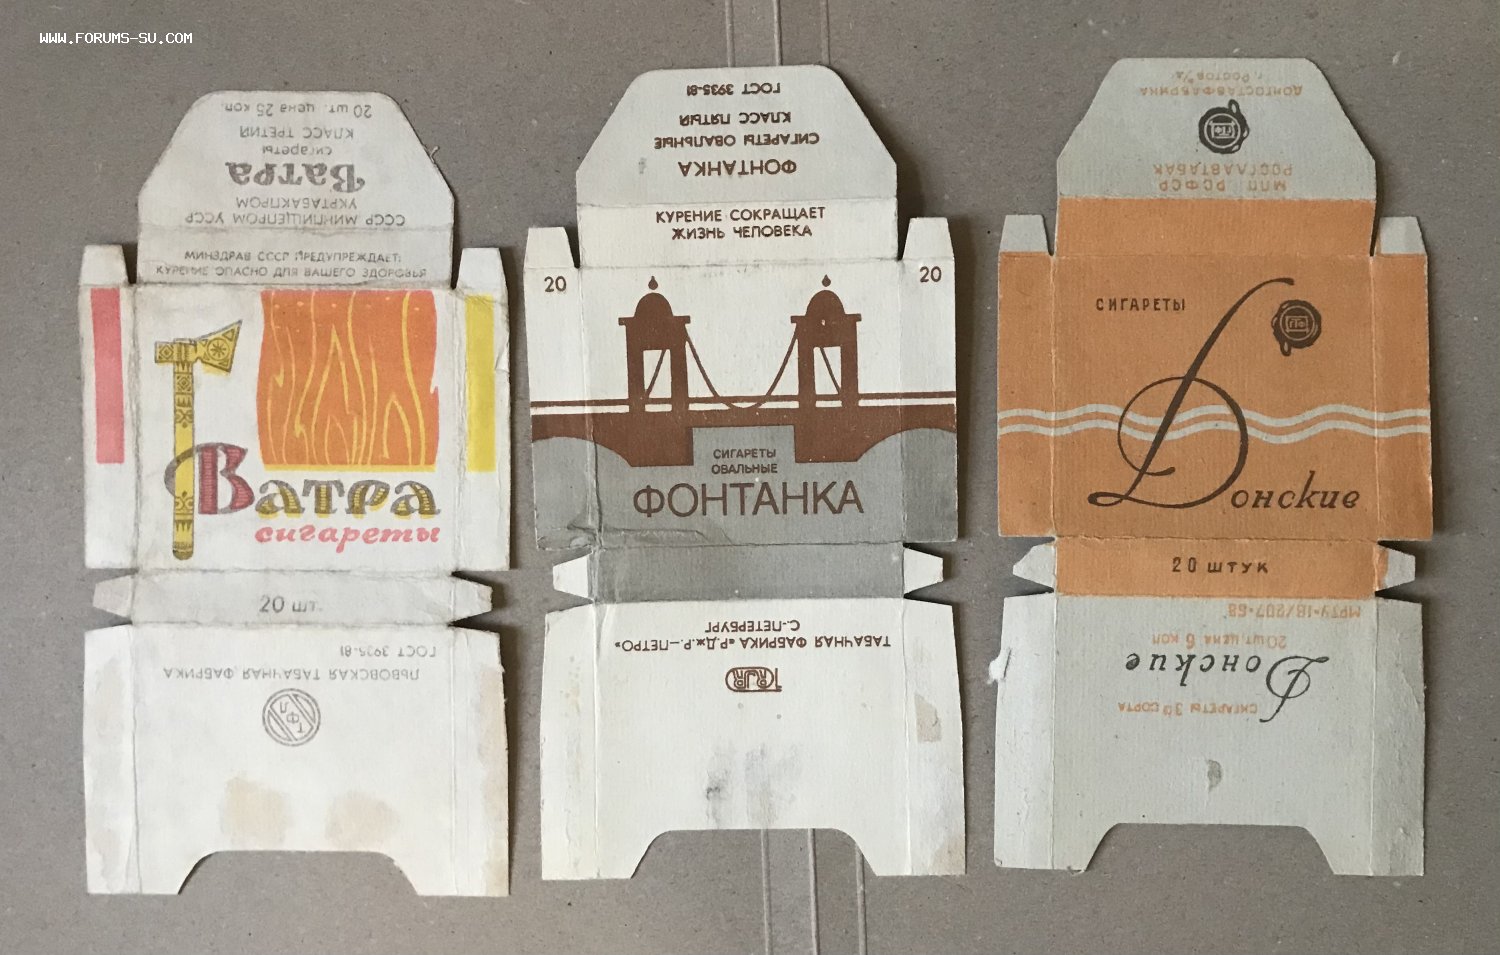 WWW.FORUMS-SU.COM
СССР МИНПИЩЕПРОМ УССР
УКРТАБАКПРОМ
Ватра
сигареты
КЛАСС ТРЕТИЙ
20 шт. цена 25 коп.
МИНЗДРАВ СССР ПРЕДУПРЕЖДАЕТ:
КУРЕНИЕ ОПАСНО ДЛЯ ВАШЕГО ЗДОРОВЬЯ
Ватра
сигареты
20 шт.
ЛЬВОВСКАЯ ТАБАЧНАЯ ФАБРИКА
ГОСТ 3935-81
ЛТФ
ФОНТАНКА
СИГАРЕТЫ ОВАЛЬНЫЕ
КЛАСС ПЯТЫЙ
ГОСТ 3935-81
КУРЕНИЕ СОКРАЩАЕТ
ЖИЗНЬ ЧЕЛОВЕКА
20
20
СИГАРЕТЫ
ОВАЛЬНЫЕ
ФОНТАНКА
RJR
ТАБАЧНАЯ ФАБРИКА «Р.Дж.Р.—ПЕТРО»
С.-ПЕТЕРБУРГ
МПП РСФСР
РОСГЛАВТАБАК
ДОНГОСТАБФАБРИКА
г. Ростов н/д
СИГАРЕТЫ
Донские
20 ШТУК
СИГАРЕТЫ 3го СОРТА
Донские
20 шт. цена 6 коп
МРТУ-18/207-68